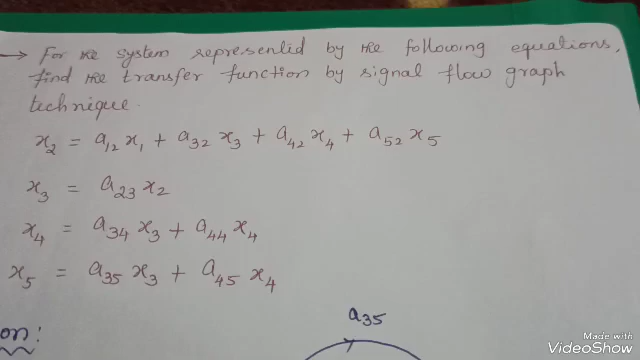 → For the system represented by the following equations,
find the transfer function by signal flow graph
technique.
x₂ = a₁₂ x₁ + a₃₂ x₃ + a₄₂ x₄ + a₅₂ x₅
x₃ = a₂₃ x₂
x₄ = a₃₄ x₃ + a₄₄ x₄
x₅ = a₃₅ x₃ + a₄₅ x₄
a₃₅
on:
Made with
VideoShow